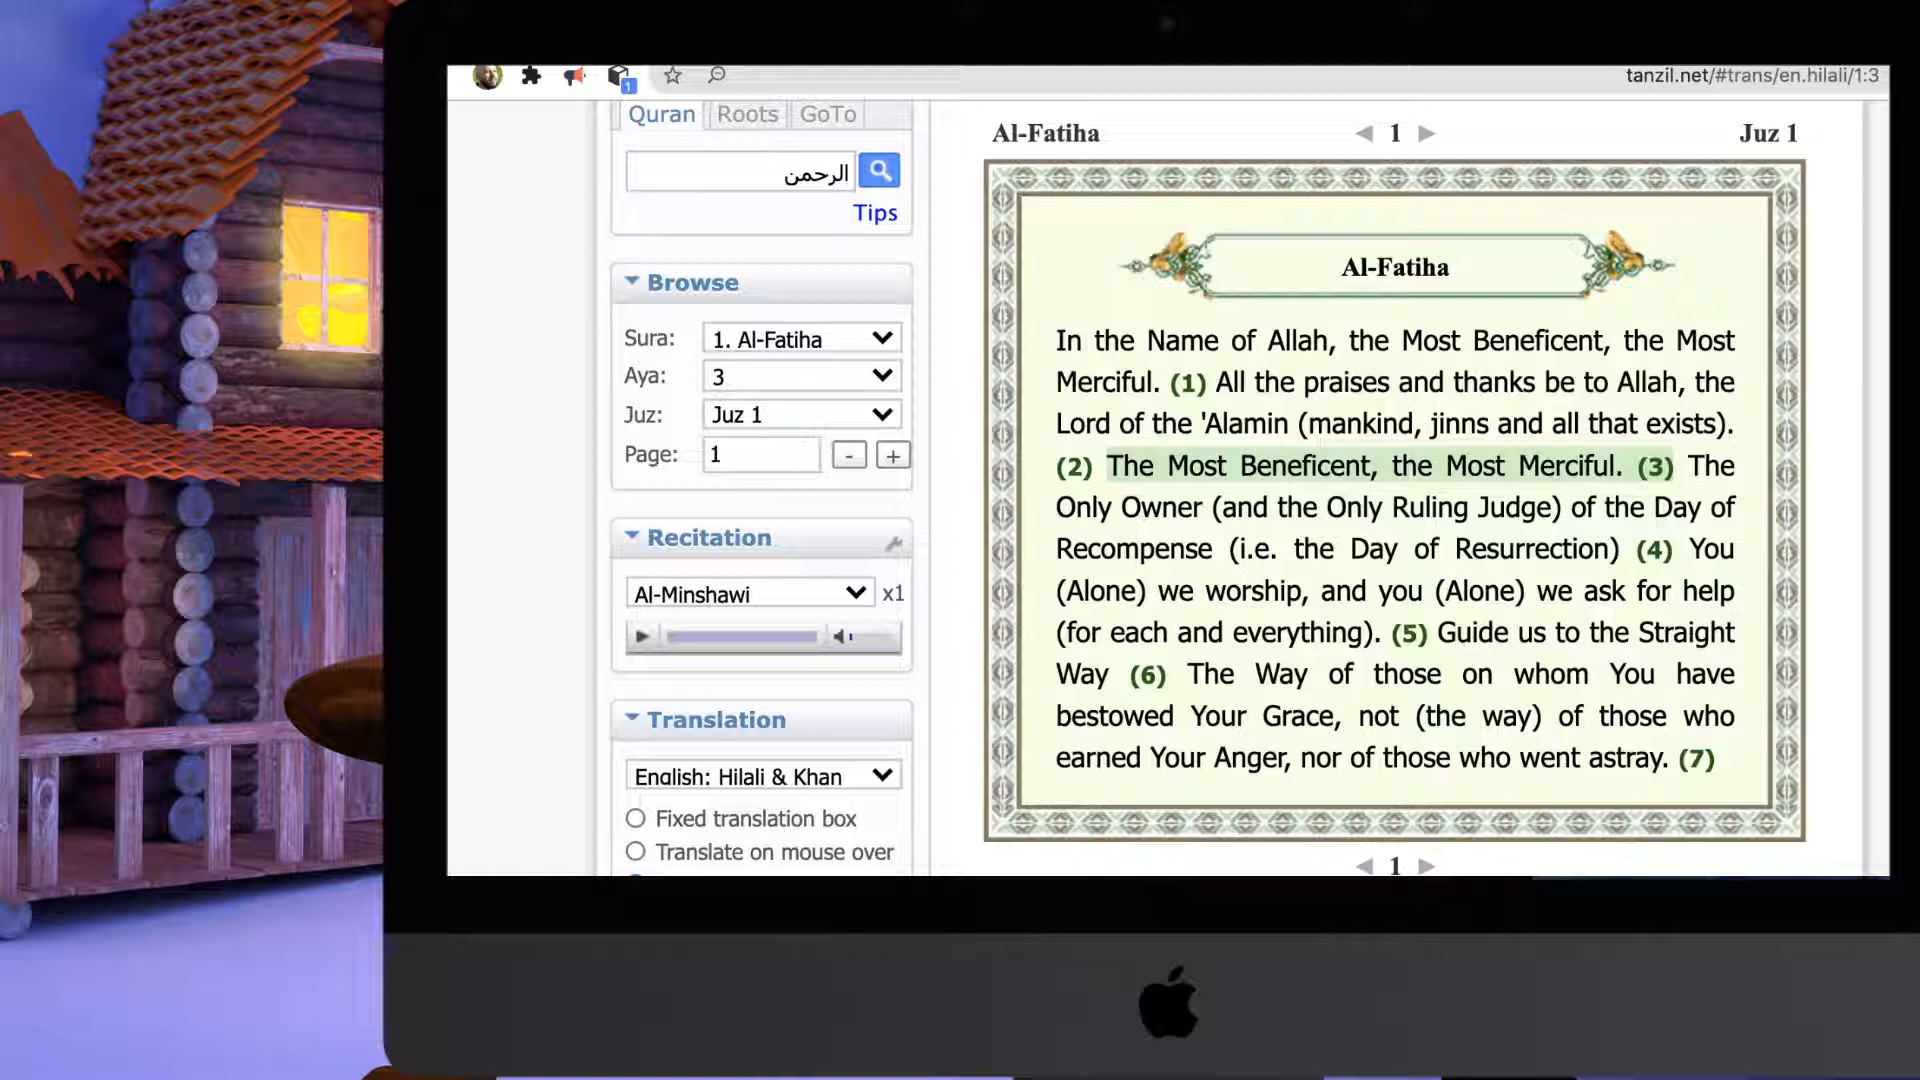 tanzil.net/#trans/en.hilali/1:3
1
Quran Roots GoTo
الرحمن
Tips
Browse
Sura: 1. Al-Fatiha
Aya: 3
Juz: Juz 1
Page: 1 - +
Recitation
Al-Minshawi x1
Translation
English: Hilali & Khan
Fixed translation box
Translate on mouse over
Al-Fatiha 1 Juz 1
Al-Fatiha
In the Name of Allah, the Most Beneficent, the Most
Merciful. (1) All the praises and thanks be to Allah, the
Lord of the 'Alamin (mankind, jinns and all that exists).
(2) The Most Beneficent, the Most Merciful. (3) The
Only Owner (and the Only Ruling Judge) of the Day of
Recompense (i.e. the Day of Resurrection) (4) You
(Alone) we worship, and you (Alone) we ask for help
(for each and everything). (5) Guide us to the Straight
Way (6) The Way of those on whom You have
bestowed Your Grace, not (the way) of those who
earned Your Anger, nor of those who went astray. (7)
1